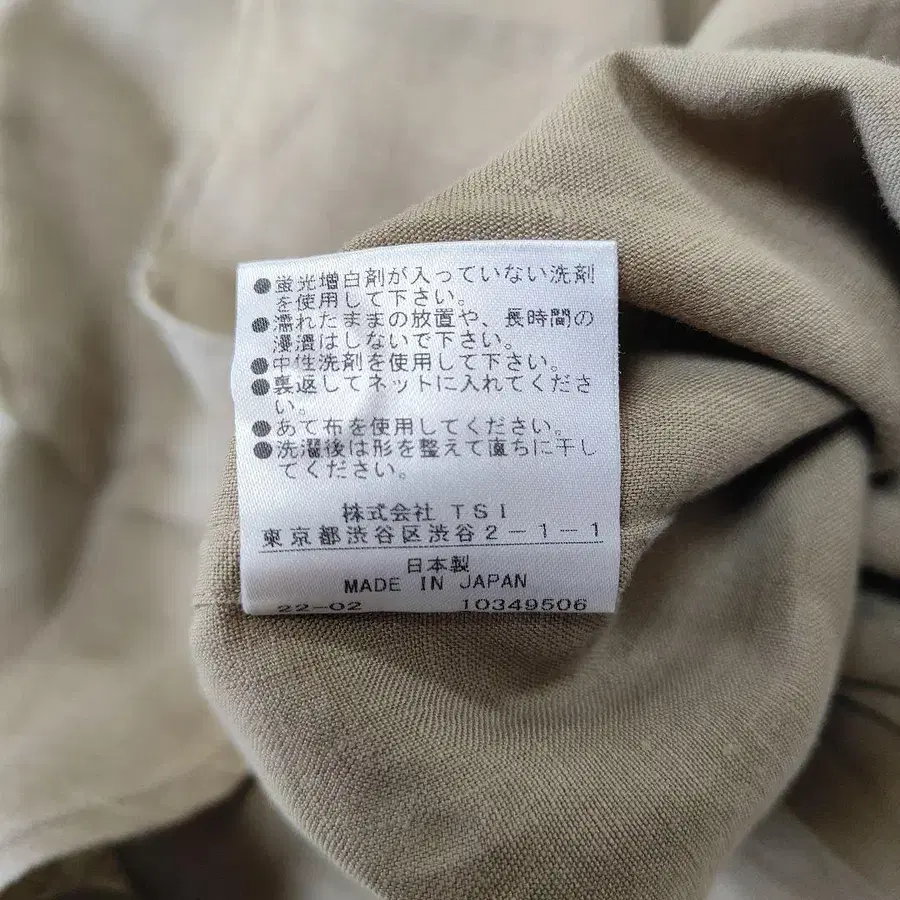 ●蛍光増白剤が入っていない洗剤
を使用して下さい。
●濡れたままの放置や、長時間の
浸漬はしないで下さい。
●中性洗剤を使用して下さい。
●裏返してネットに入れてくださ
い。
●あて布を使用してください。
●洗濯後は形を整えて直ちに干し
てください。
株式会社 TSI
東京都渋谷区渋谷2－1－1
日本製
MADE IN JAPAN
22-02 10349506